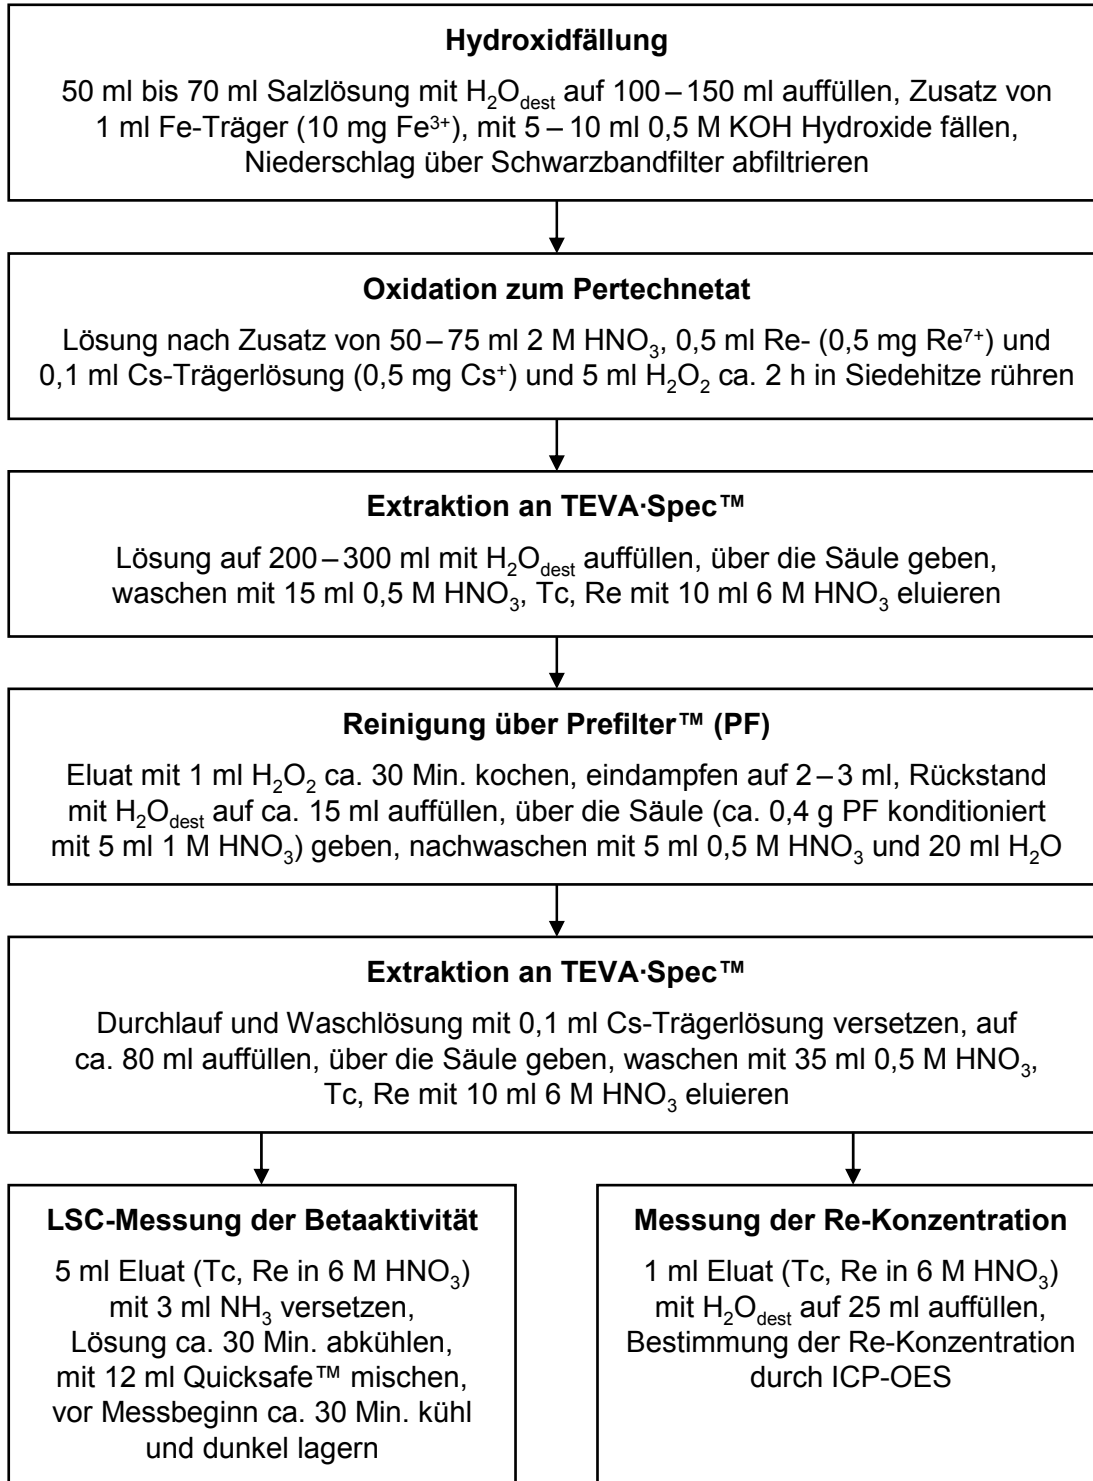 Hydroxidfällung
50 ml bis 70 ml Salzlösung mit H₂O_dest auf 100 – 150 ml auffüllen, Zusatz von
1 ml Fe-Träger (10 mg Fe³⁺), mit 5 – 10 ml 0,5 M KOH Hydroxide fällen,
Niederschlag über Schwarzbandfilter abfiltrieren
Oxidation zum Pertechnetat
Lösung nach Zusatz von 50 – 75 ml 2 M HNO₃, 0,5 ml Re- (0,5 mg Re⁷⁺) und
0,1 ml Cs-Trägerlösung (0,5 mg Cs⁺) und 5 ml H₂O₂ ca. 2 h in Siedehitze rühren
Extraktion an TEVA·Spec™
Lösung auf 200 – 300 ml mit H₂O_dest auffüllen, über die Säule geben,
waschen mit 15 ml 0,5 M HNO₃, Tc, Re mit 10 ml 6 M HNO₃ eluieren
Reinigung über Prefilter™ (PF)
Eluat mit 1 ml H₂O₂ ca. 30 Min. kochen, eindampfen auf 2 – 3 ml, Rückstand
mit H₂O_dest auf ca. 15 ml auffüllen, über die Säule (ca. 0,4 g PF konditioniert
mit 5 ml 1 M HNO₃) geben, nachwaschen mit 5 ml 0,5 M HNO₃ und 20 ml H₂O
Extraktion an TEVA·Spec™
Durchlauf und Waschlösung mit 0,1 ml Cs-Trägerlösung versetzen, auf
ca. 80 ml auffüllen, über die Säule geben, waschen mit 35 ml 0,5 M HNO₃,
Tc, Re mit 10 ml 6 M HNO₃ eluieren
LSC-Messung der Betaaktivität
5 ml Eluat (Tc, Re in 6 M HNO₃)
mit 3 ml NH₃ versetzen,
Lösung ca. 30 Min. abkühlen,
mit 12 ml Quicksafe™ mischen,
vor Messbeginn ca. 30 Min. kühl
und dunkel lagern
Messung der Re-Konzentration
1 ml Eluat (Tc, Re in 6 M HNO₃)
mit H₂O_dest auf 25 ml auffüllen,
Bestimmung der Re-Konzentration
durch ICP-OES